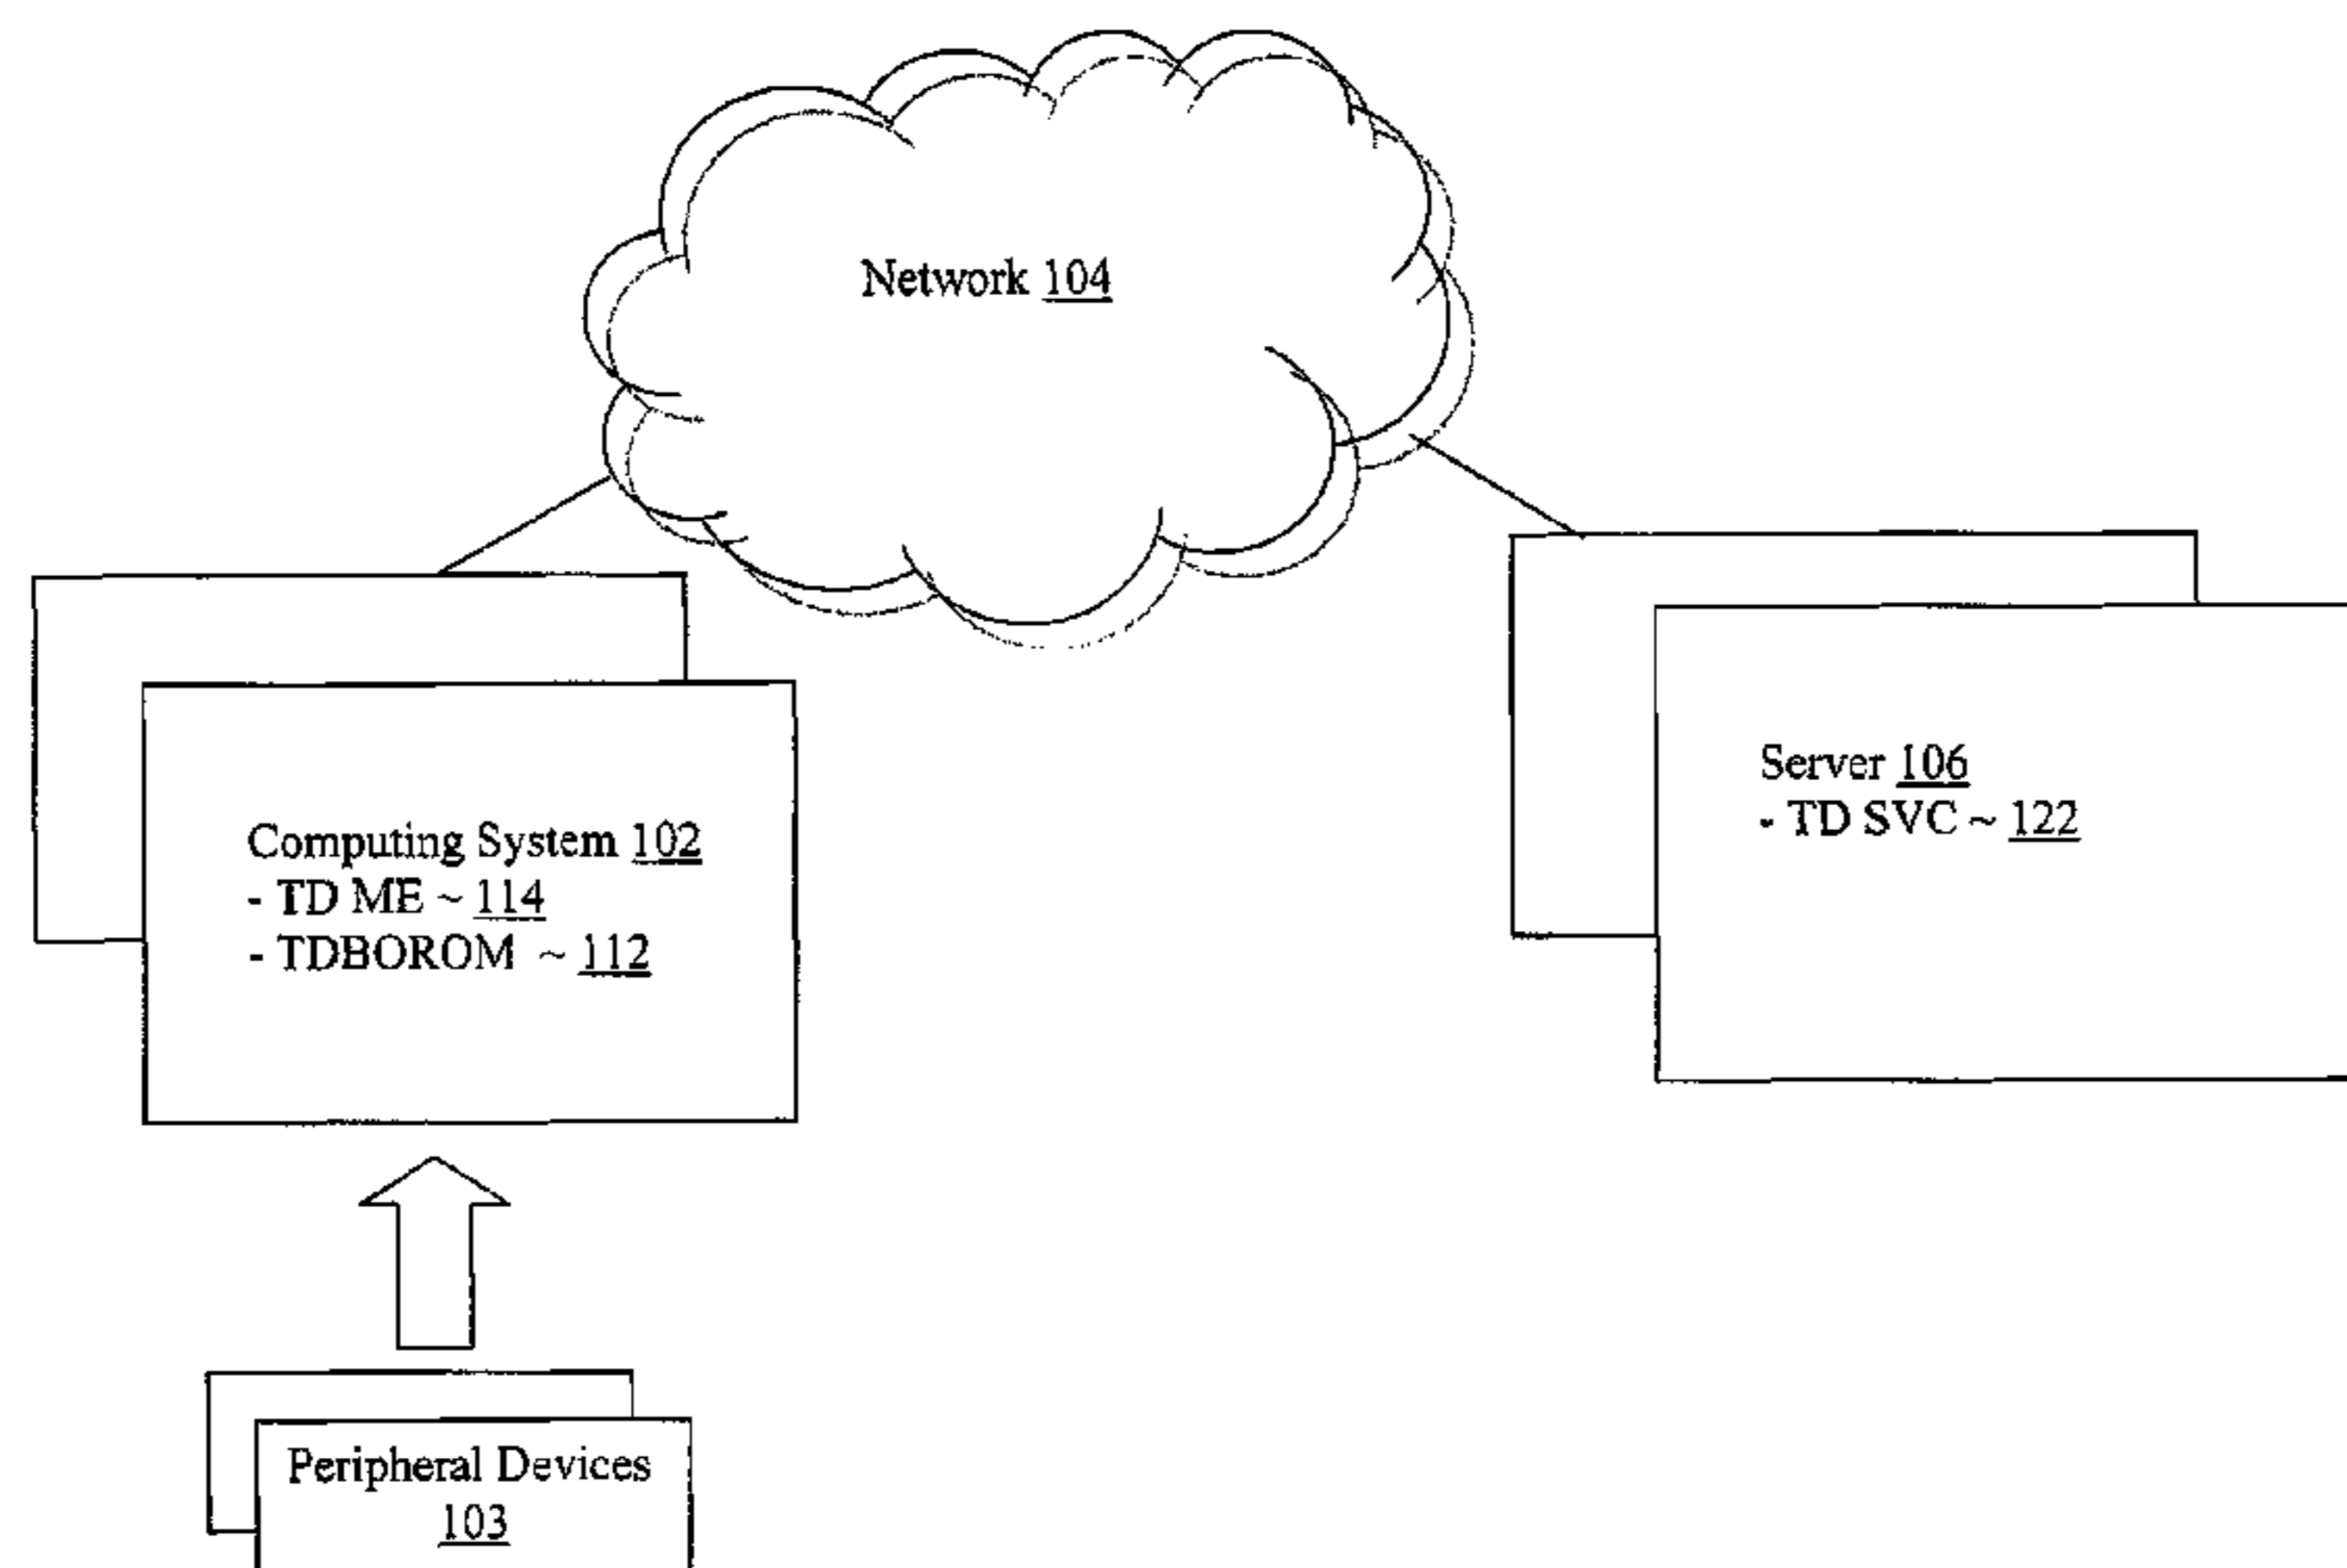 Network 104
Computing System 102
- TD ME ~ 114
- TDBOROM ~ 112
Server 106
- TD SVC ~ 122
Peripheral Devices
103